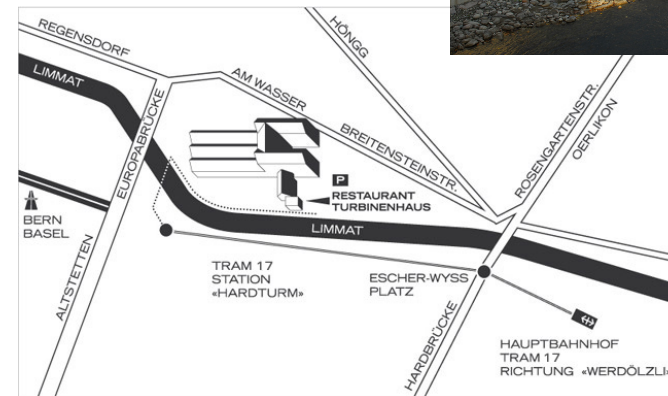 REGENSDORF
LIMMAT
EUROPABRÜCKE
AM WASSER
HÖNGG
BREITENSTEINSTR.
ROSENGARTENSTR.
OERLIKON
P
RESTAURANT
TURBINENHAUS
BERN
BASEL
ALTSTETTEN
LIMMAT
TRAM 17
STATION
«HARDTURM»
ESCHER-WYSS
PLATZ
HARDBRÜCKE
HAUPTBAHNHOF
TRAM 17
RICHTUNG «WERDÖLZLI»